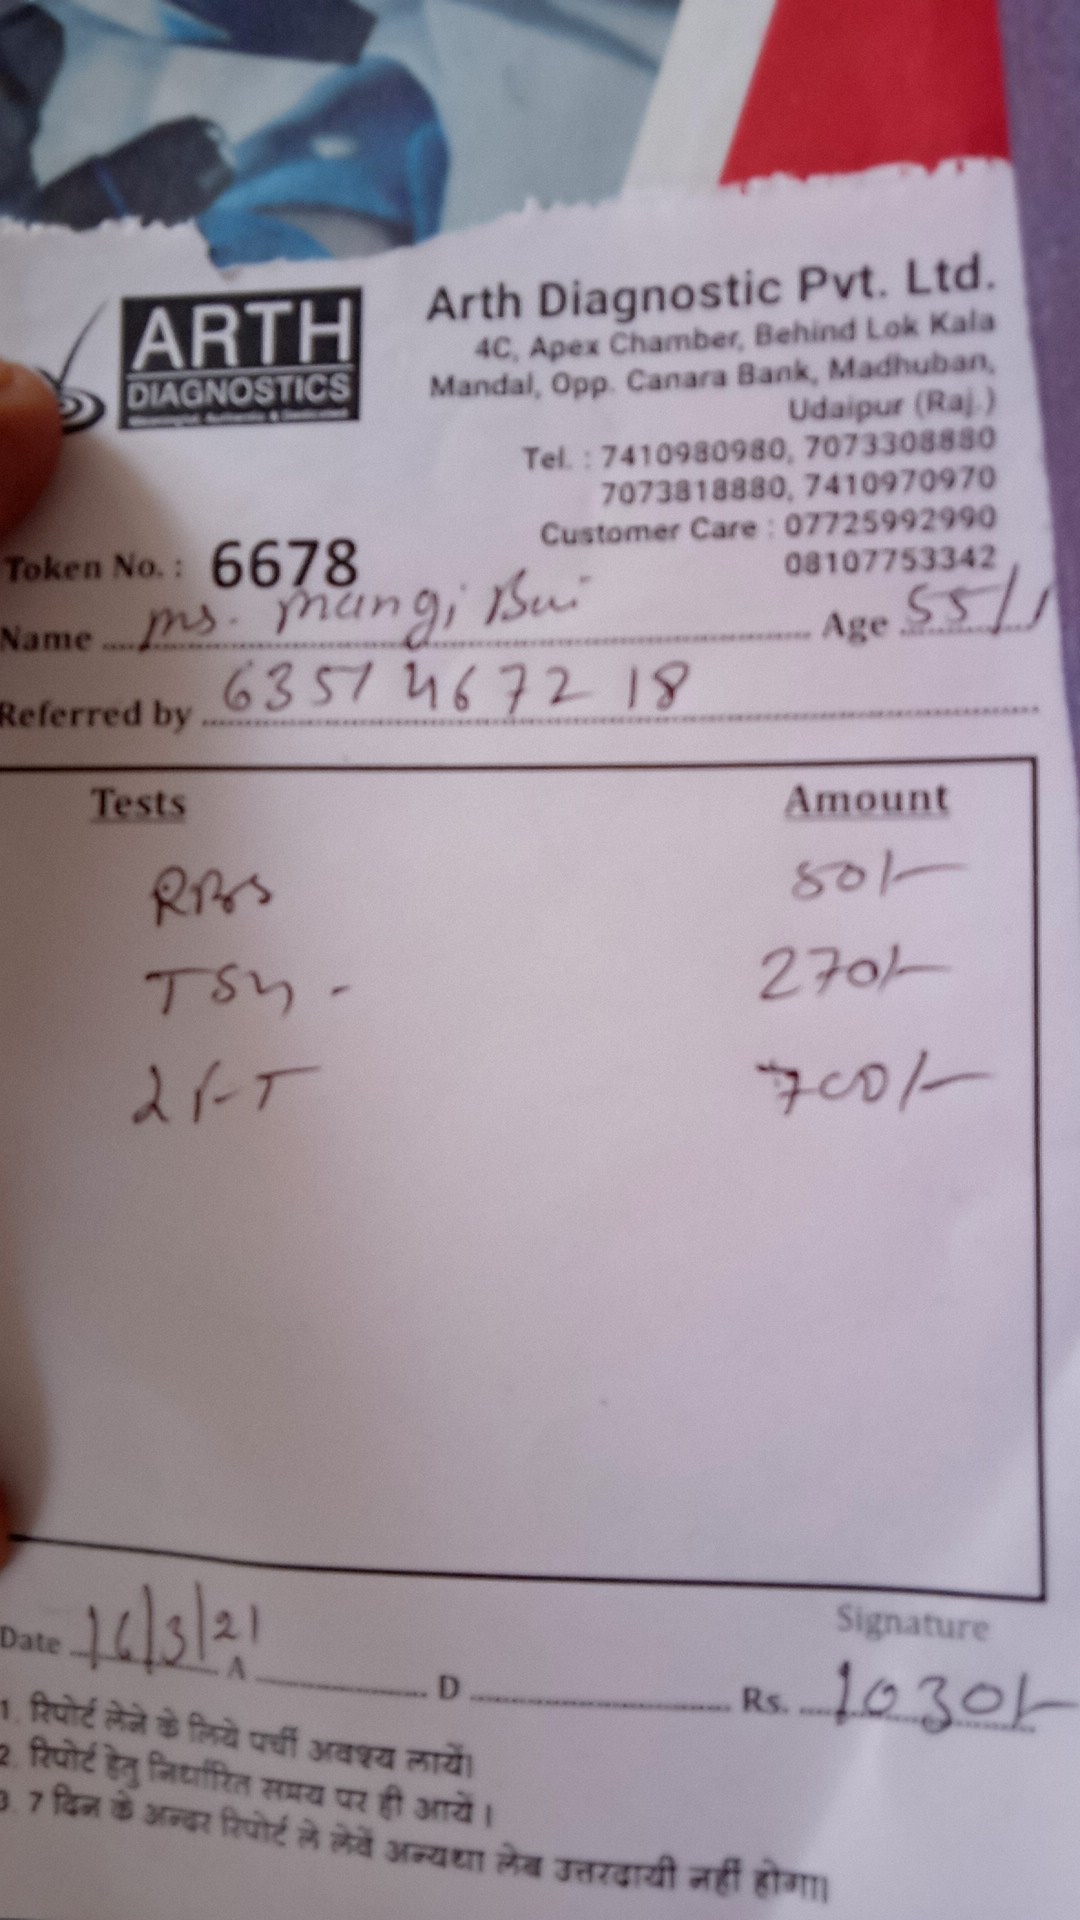 ARTH
DIAGNOSTICS
Arth Diagnostic Pvt. Ltd.
4C, Apex Chamber, Behind Lok Kala
Mandal, Opp. Canara Bank, Madhuban,
Udaipur (Raj.)
Tel. : 7410980980, 7073308880
7073818880, 7410970970
Customer Care : 07725992990
08107753342
Token No. : 6678
Name ms. mangi Bai Age 55/
Referred by 6351467218
Tests Amount
RBS
TSH - 270/-
LFT 700/-
Signature
Date 16/3/21 A D Rs. 1030/-
1. रिपोर्ट लेने के लिये पर्ची अवश्य लायें।
2. रिपोर्ट हेतु निर्धारित समय पर ही आयें।
3. 7 दिन के अन्दर रिपोर्ट ले लेवें अन्यथा लेब उत्तरदायी नहीं होगा।